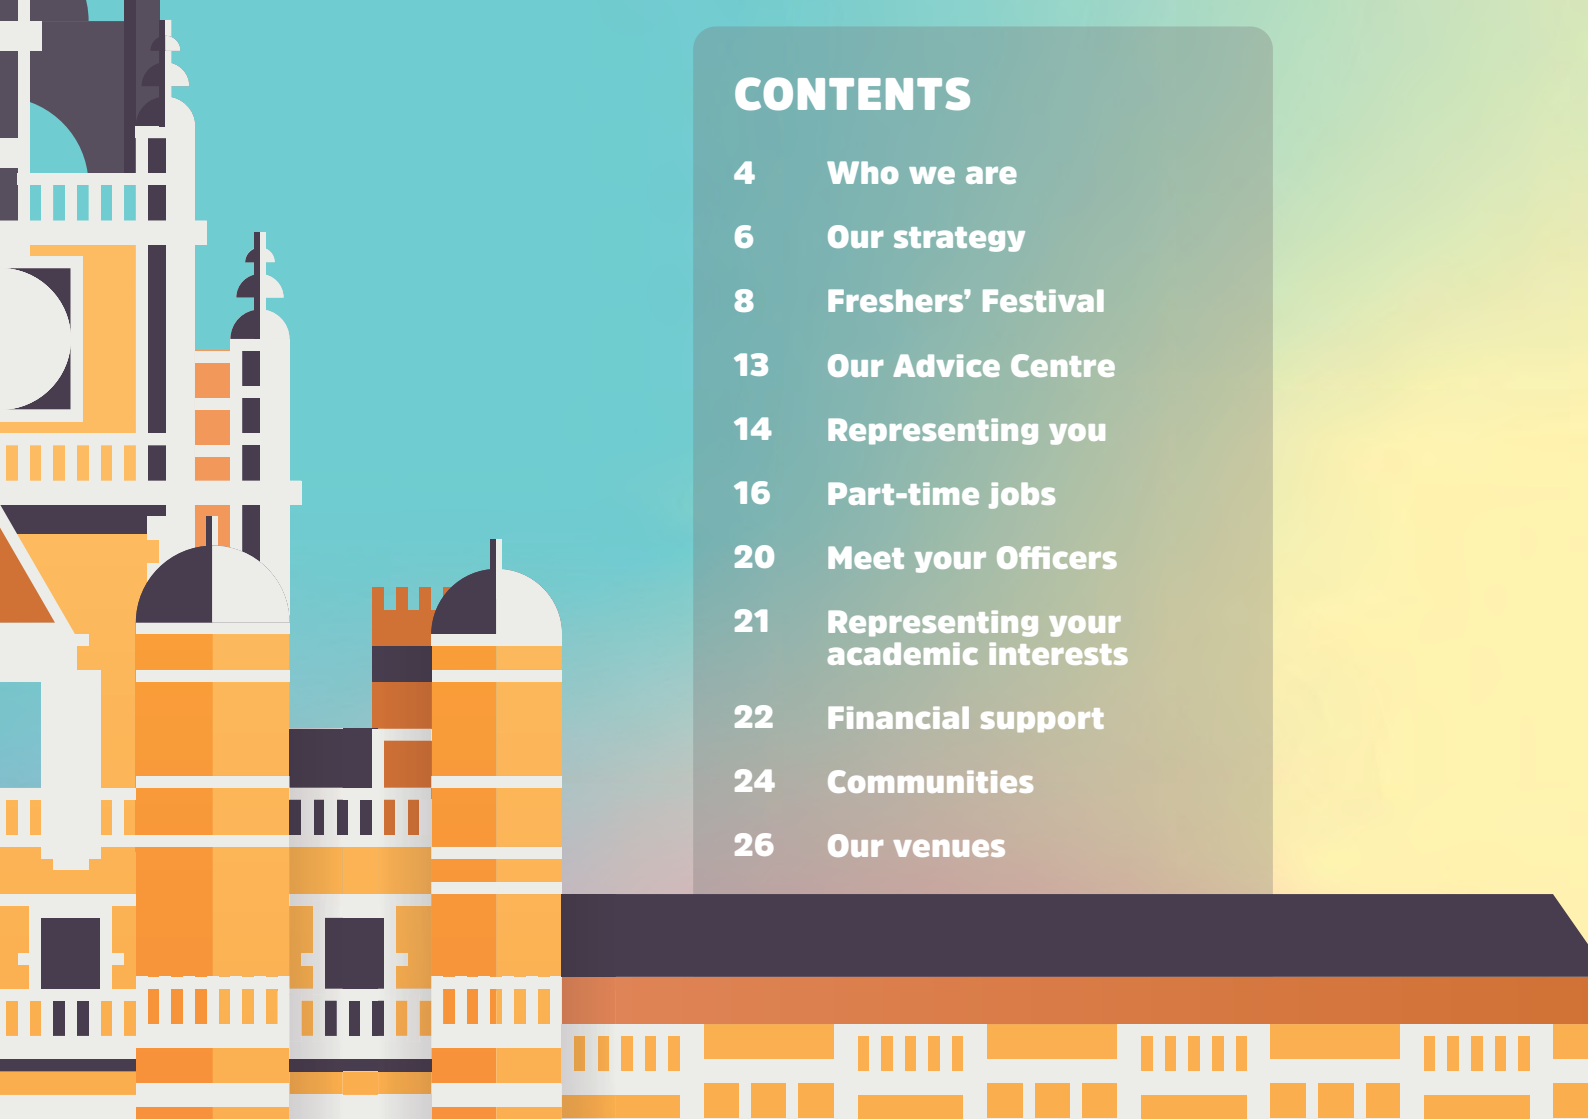 CONTENTS
4 Who we are
6 Our strategy
8 Freshers’ Festival
13 Our Advice Centre
14 Representing you
16 Part-time jobs
20 Meet your Officers
21 Representing your
academic interests
22 Financial support
24 Communities
26 Our venues